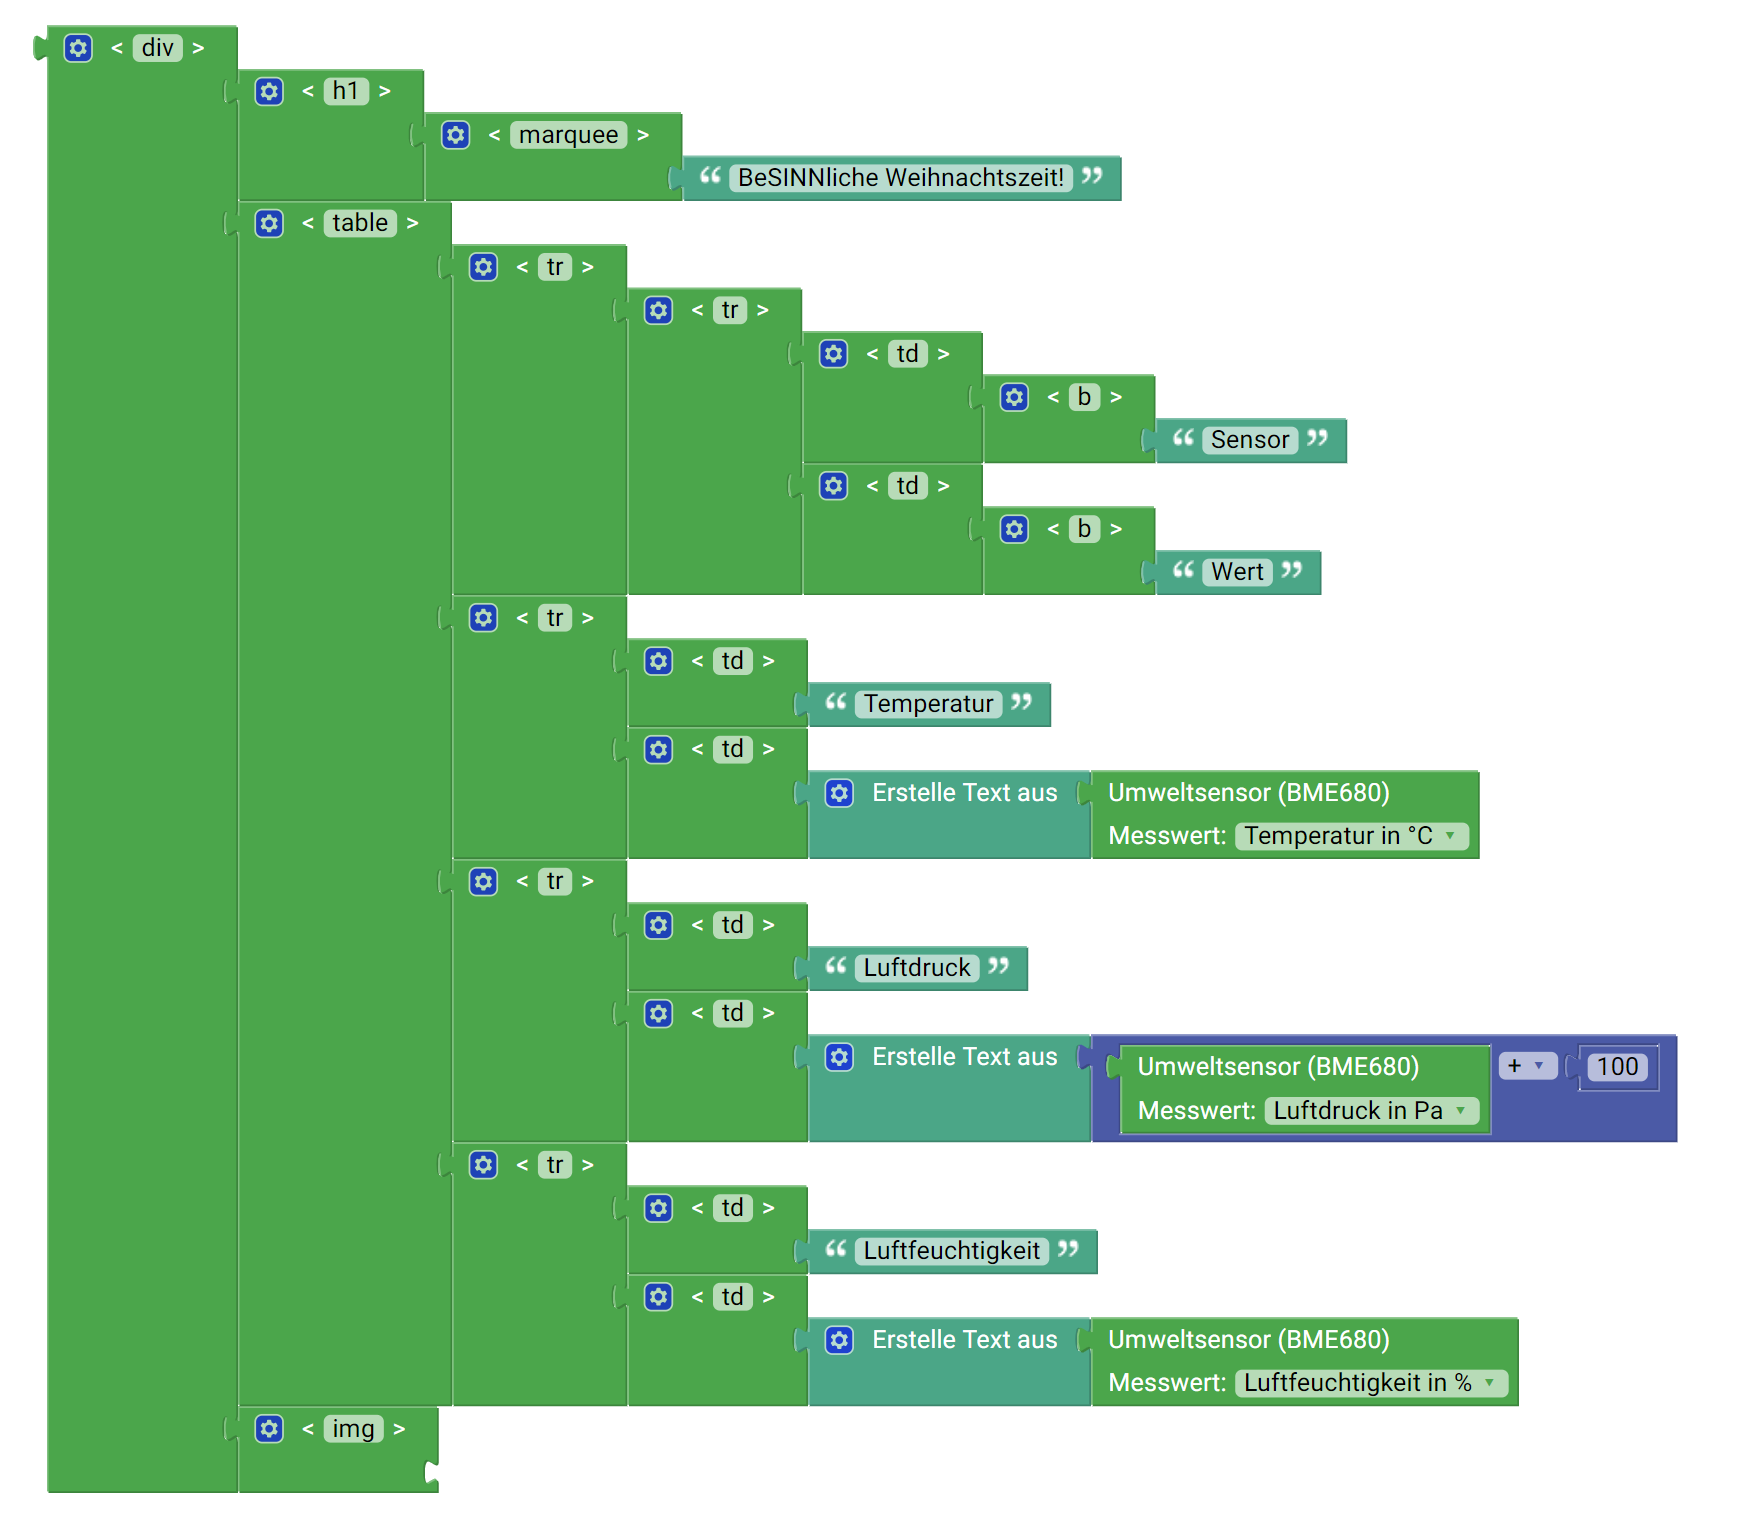 < div >
< h1 >
< marquee >
“ BeSINNliche Weihnachtszeit! ”
< table >
< tr >
< tr >
< td >
< b >
“ Sensor ”
< td >
< b >
“ Wert ”
< tr >
< td >
“ Temperatur ”
< td >
Erstelle Text aus Umweltsensor (BME680)
Messwert: Temperatur in °C
< tr >
< td >
“ Luftdruck ”
< td >
Erstelle Text aus Umweltsensor (BME680) + 100
Messwert: Luftdruck in Pa
< tr >
< td >
“ Luftfeuchtigkeit ”
< td >
Erstelle Text aus Umweltsensor (BME680)
Messwert: Luftfeuchtigkeit in %
< img >